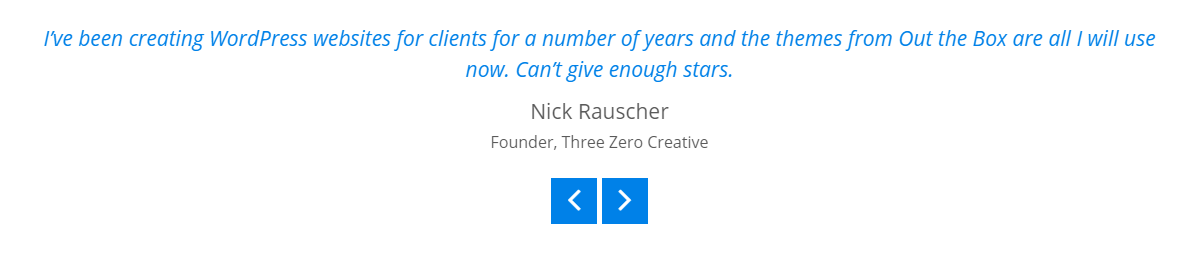 I’ve been creating WordPress websites for clients for a number of years and the themes from Out the Box are all I will use
now. Can’t give enough stars.
Nick Rauscher
Founder, Three Zero Creative